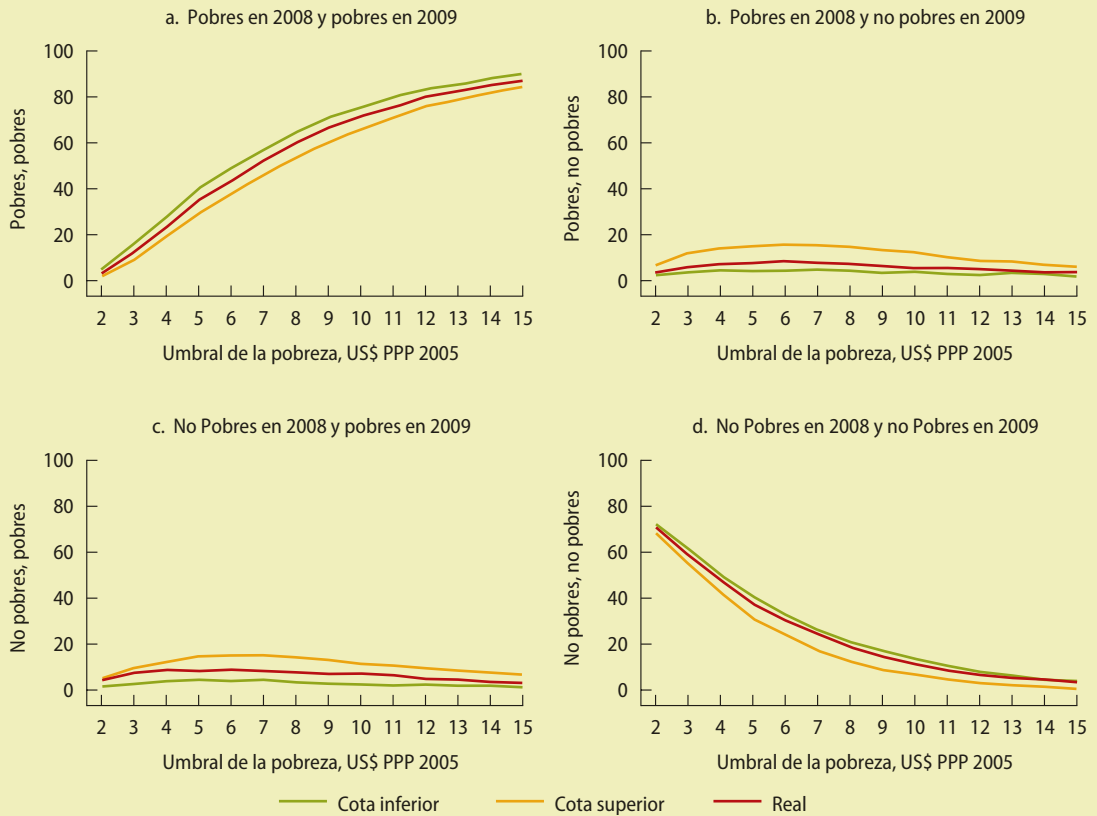 a. Pobres en 2008 y pobres en 2009
Pobres, pobres
100
80
60
40
20
0
2 3 4 5 6 7 8 9 10 11 12 13 14 15
Umbral de la pobreza, US$ PPP 2005
b. Pobres en 2008 y no pobres en 2009
Pobres, no pobres
100
80
60
40
20
0
2 3 4 5 6 7 8 9 10 11 12 13 14 15
Umbral de la pobreza, US$ PPP 2005
c. No Pobres en 2008 y pobres en 2009
No pobres, pobres
100
80
60
40
20
0
2 3 4 5 6 7 8 9 10 11 12 13 14 15
Umbral de la pobreza, US$ PPP 2005
d. No Pobres en 2008 y no Pobres en 2009
No pobres, no pobres
100
80
60
40
20
0
2 3 4 5 6 7 8 9 10 11 12 13 14 15
Umbral de la pobreza, US$ PPP 2005
Cota inferior Cota superior Real